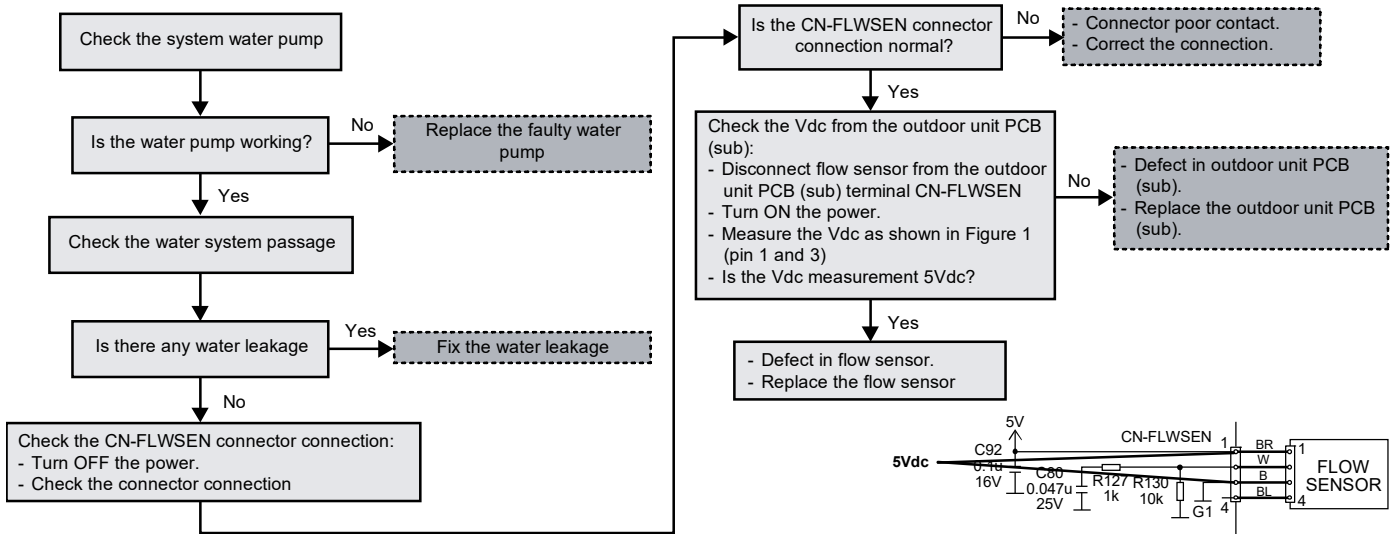 Check the system water pump
Is the water pump working?
No
Replace the faulty water
pump
Yes
Check the water system passage
Is there any water leakage
Yes
Fix the water leakage
No
Check the CN-FLWSEN connector connection:
- Turn OFF the power.
- Check the connector connection
Is the CN-FLWSEN connector
connection normal?
No
- Connector poor contact.
- Correct the connection.
Yes
Check the Vdc from the outdoor unit PCB
(sub):
- Disconnect flow sensor from the outdoor
unit PCB (sub) terminal CN-FLWSEN
- Turn ON the power.
- Measure the Vdc as shown in Figure 1
(pin 1 and 3)
- Is the Vdc measurement 5Vdc?
No
- Defect in outdoor unit PCB
(sub).
- Replace the outdoor unit PCB
(sub).
Yes
- Defect in flow sensor.
- Replace the flow sensor
5V
5Vdc
C92
0.1u
16V
C80
0.047u
25V
R127
1k
R130
10k
G1
CN-FLWSEN
1
4
BR
W
B
BL
1
4
FLOW
SENSOR